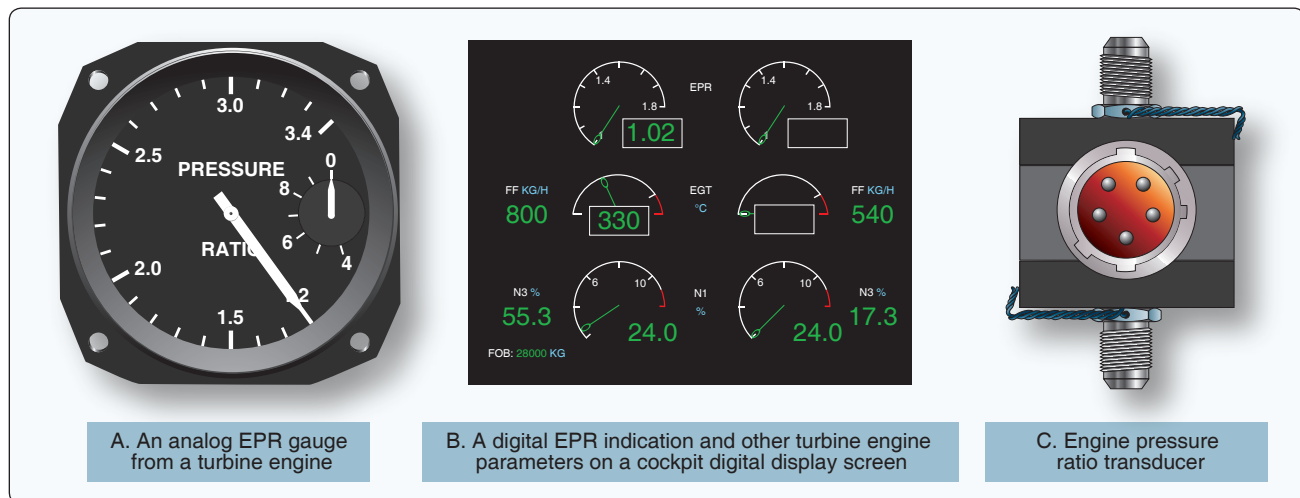 3.0
3.4
2.5
PRESSURE
0
8
RATIO
6
4
2.0
1.2
1.5
1.4
EPR
1.4
1.8
1.8
1
1.02
1
FF KG/H
EGT
FF KG/H
°C
800
330
540
6
10
6
10
N3 %
N1
N3 %
%
55.3
24.0
24.0
17.3
FOB: 28000 KG
A. An analog EPR gauge
from a turbine engine
B. A digital EPR indication and other turbine engine
parameters on a cockpit digital display screen
C. Engine pressure
ratio transducer